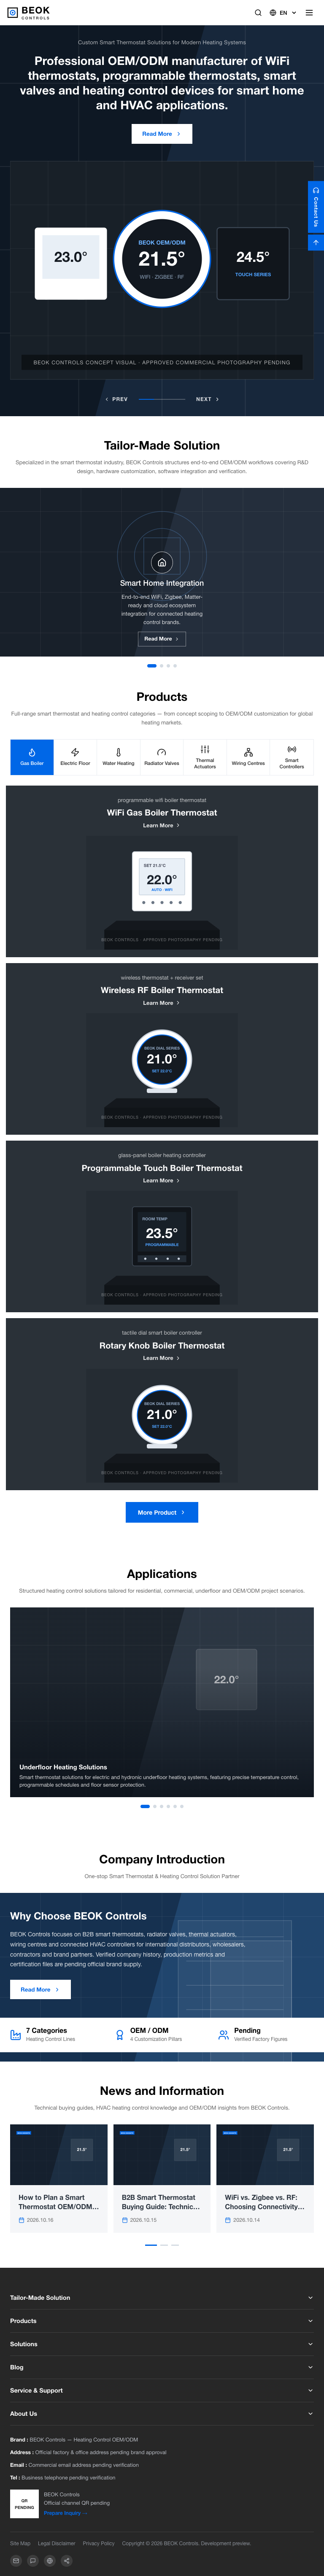 BEOK
CONTROLS
EN
Custom Smart Thermostat Solutions for Modern Heating Systems
Professional OEM/ODM manufacturer of WiFi
thermostats, programmable thermostats, smart
valves and heating control devices for smart home
and HVAC applications.
Read More
Contact Us
23.0°
BEOK OEM/ODM
21.5°
WIFI · ZIGBEE · RF
24.5°
TOUCH SERIES
BEOK CONTROLS CONCEPT VISUAL · APPROVED COMMERCIAL PHOTOGRAPHY PENDING
PREV
NEXT
Tailor-Made Solution
Specialized in the smart thermostat industry, BEOK Controls structures end-to-end OEM/ODM workflows covering R&D
design, hardware customization, software integration and verification.
Smart Home Integration
End-to-end WiFi, Zigbee, Matter-
ready and cloud ecosystem
integration for connected heating
control brands.
Read More
Products
Full-range smart thermostat and heating control categories — from concept scoping to OEM/ODM customization for global
heating markets.
Gas Boiler
Electric Floor
Water Heating
Radiator Valves
Thermal
Actuators
Wiring Centres
Smart
Controllers
programmable wifi boiler thermostat
WiFi Gas Boiler Thermostat
Learn More
SET 21.5°C
22.0°
AUTO · WIFI
BEOK CONTROLS · APPROVED PHOTOGRAPHY PENDING
wireless thermostat + receiver set
Wireless RF Boiler Thermostat
Learn More
BEOK DIAL SERIES
21.0°
SET 22.0°C
BEOK CONTROLS · APPROVED PHOTOGRAPHY PENDING
glass-panel boiler heating controller
Programmable Touch Boiler Thermostat
Learn More
ROOM TEMP
23.5°
PROGRAMMABLE
BEOK CONTROLS · APPROVED PHOTOGRAPHY PENDING
tactile dial smart boiler controller
Rotary Knob Boiler Thermostat
Learn More
BEOK DIAL SERIES
21.0°
SET 22.0°C
BEOK CONTROLS · APPROVED PHOTOGRAPHY PENDING
More Product
Applications
Structured heating control solutions tailored for residential, commercial, underfloor and OEM/ODM project scenarios.
22.0°
Underfloor Heating Solutions
Smart thermostat solutions for electric and hydronic underfloor heating systems, featuring precise temperature control,
programmable schedules and floor sensor protection.
Company Introduction
One-stop Smart Thermostat & Heating Control Solution Partner
Why Choose BEOK Controls
BEOK Controls focuses on B2B smart thermostats, radiator valves, thermal actuators,
wiring centres and connected HVAC controllers for international distributors, wholesalers,
contractors and brand partners. Verified company history, production metrics and
certification files are pending official brand approval.
Read More
7 Categories
Heating Control Lines
OEM / ODM
4 Customization Pillars
Pending
Verified Factory Figures
News and Information
Technical buying guides, HVAC heating control knowledge and OEM/ODM insights from BEOK Controls.
21.5°
How to Plan a Smart
Thermostat OEM/ODM...
2026.10.16
21.5°
B2B Smart Thermostat
Buying Guide: Technic...
2026.10.15
21.5°
WiFi vs. Zigbee vs. RF:
Choosing Connectivity...
2026.10.14
Tailor-Made Solution
Products
Solutions
Blog
Service & Support
About Us
Brand : BEOK Controls — Heating Control OEM/ODM
Address : Official factory & office address pending brand approval
Email : Commercial email address pending verification
Tel : Business telephone pending verification
QR
PENDING
BEOK Controls
Official channel QR pending
Prepare Inquiry →
Site Map
Legal Disclaimer
Privacy Policy
Copyright © 2026 BEOK Controls. Development preview.